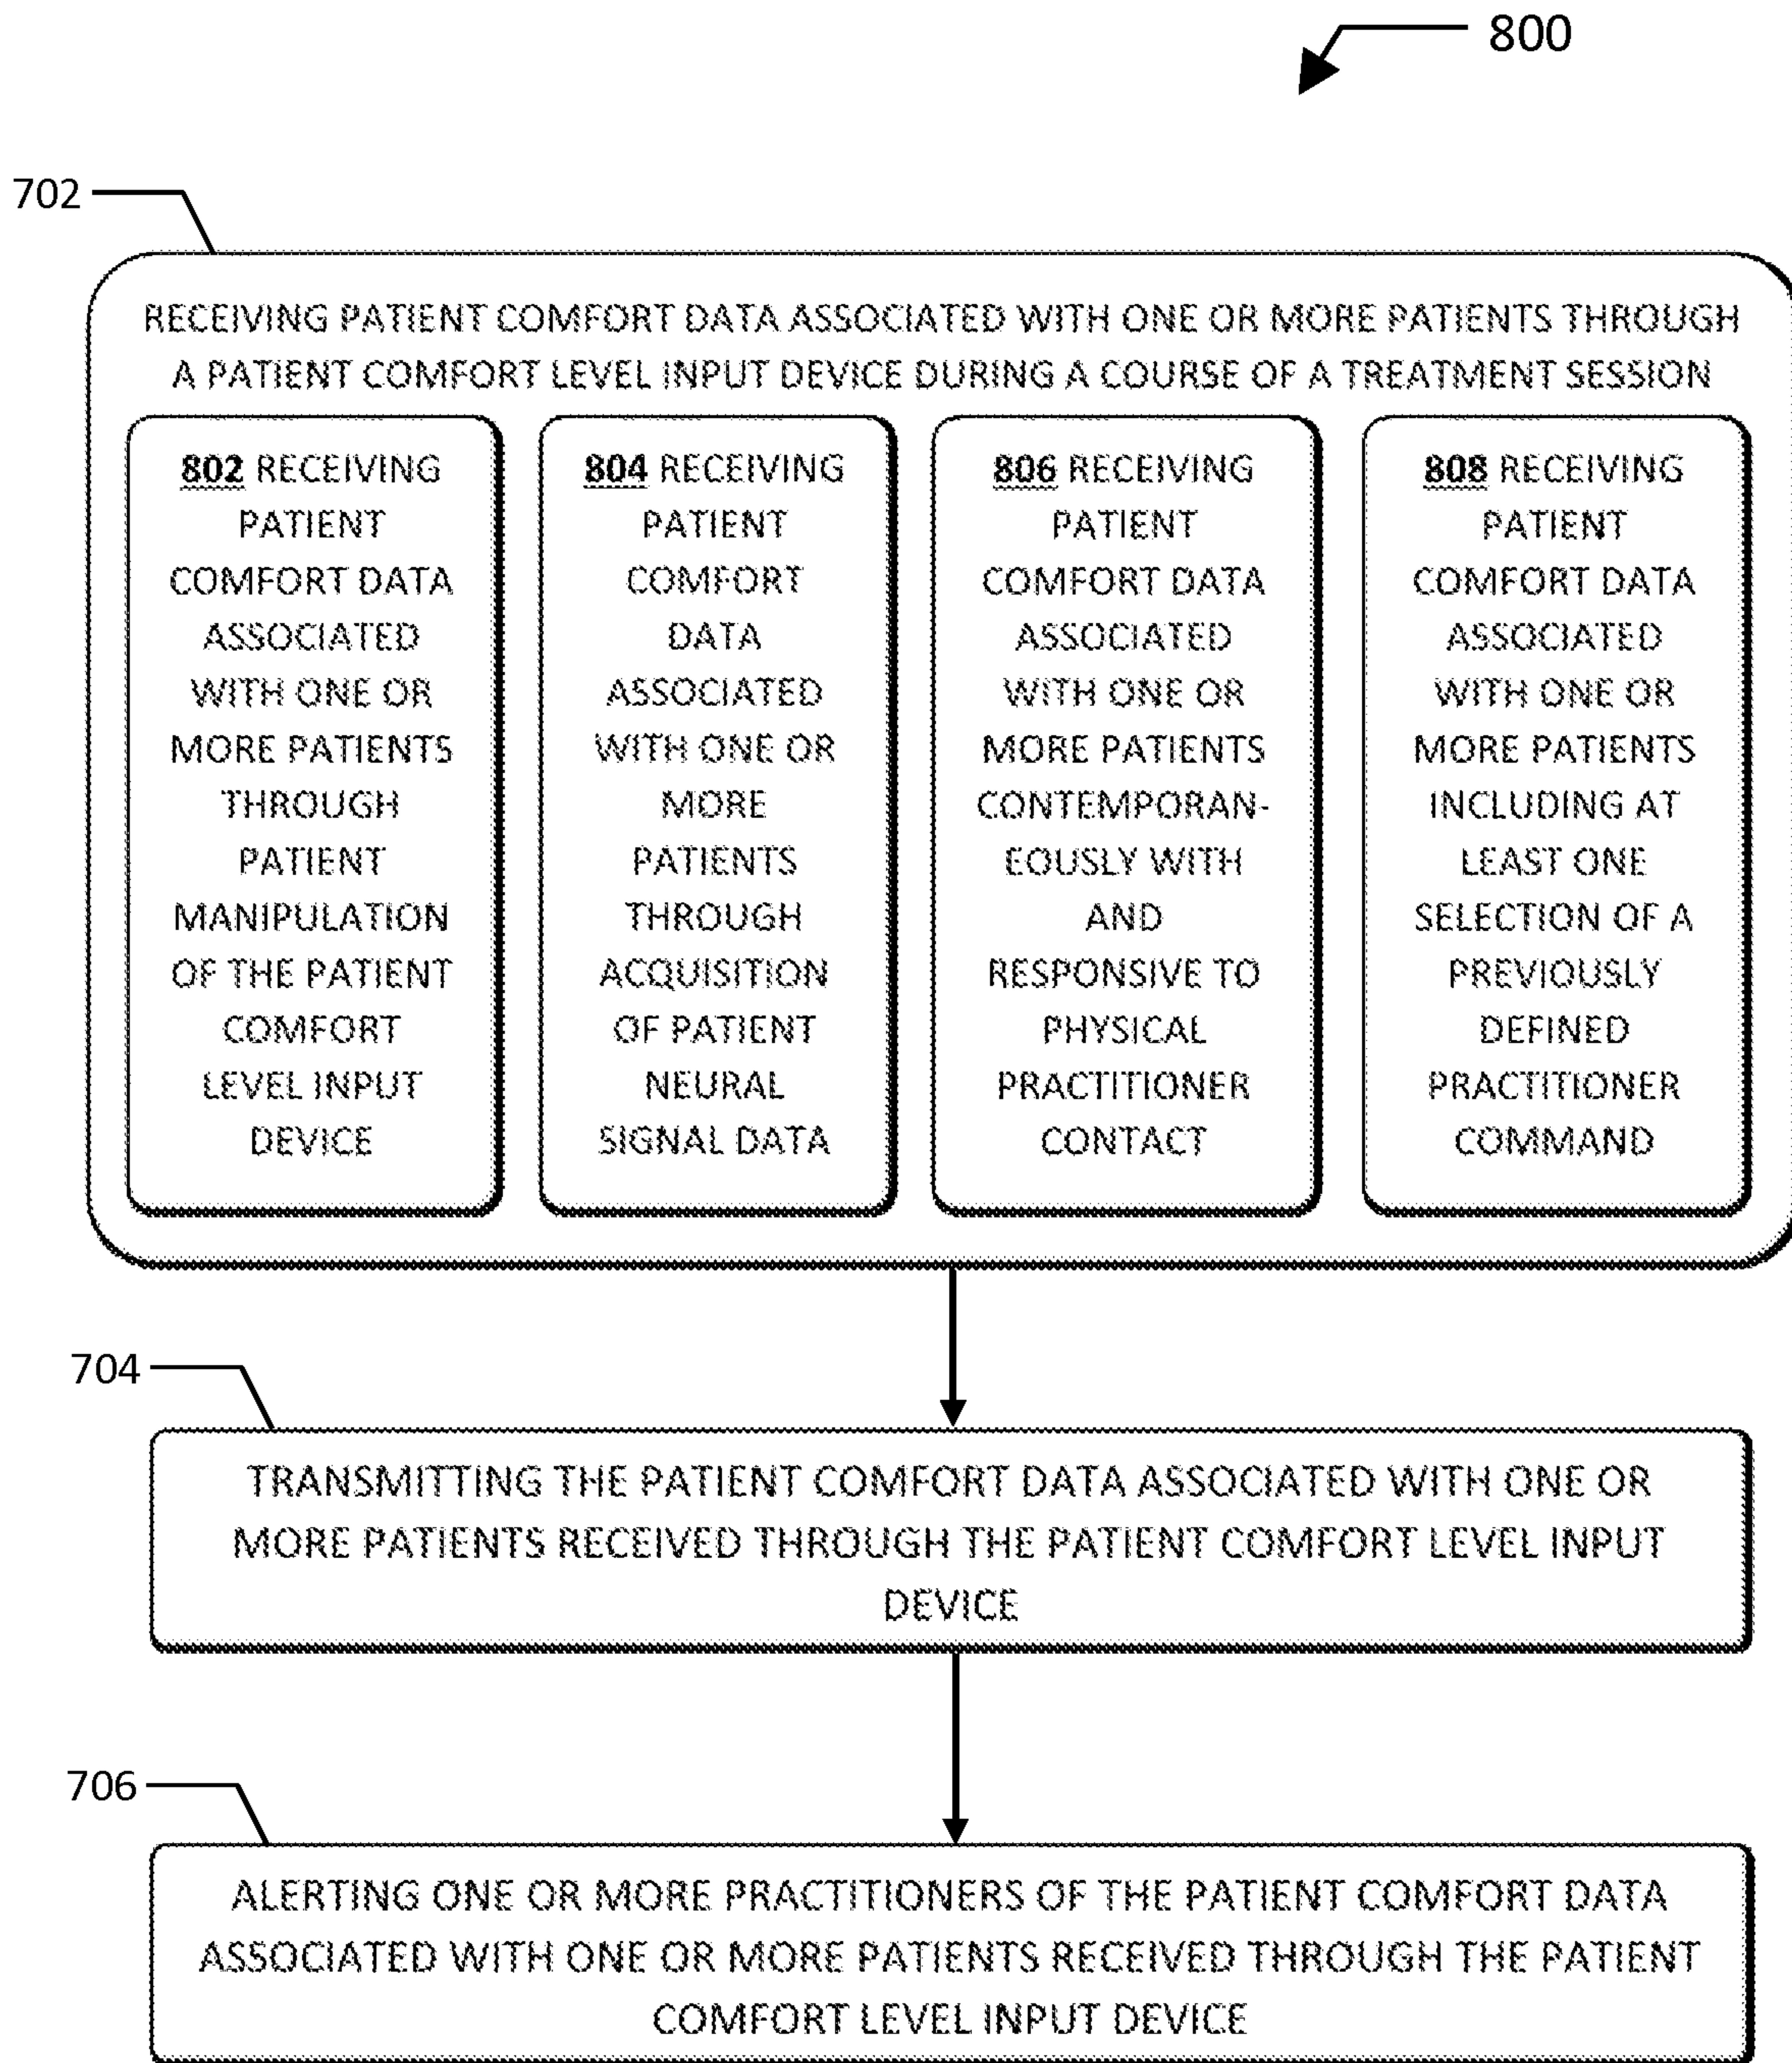 800
702
RECEIVING PATIENT COMFORT DATA ASSOCIATED WITH ONE OR MORE PATIENTS THROUGH
A PATIENT COMFORT LEVEL INPUT DEVICE DURING A COURSE OF A TREATMENT SESSION
802 RECEIVING
PATIENT
COMFORT DATA
ASSOCIATED
WITH ONE OR
MORE PATIENTS
THROUGH
PATIENT
MANIPULATION
OF THE PATIENT
COMFORT
LEVEL INPUT
DEVICE
804 RECEIVING
PATIENT
COMFORT
DATA
ASSOCIATED
WITH ONE OR
MORE
PATIENTS
THROUGH
ACQUISITION
OF PATIENT
NEURAL
SIGNAL DATA
806 RECEIVING
PATIENT
COMFORT DATA
ASSOCIATED
WITH ONE OR
MORE PATIENTS
CONTEMPORAN-
EOUSLY WITH
AND
RESPONSIVE TO
PHYSICAL
PRACTITIONER
CONTACT
808 RECEIVING
PATIENT
COMFORT DATA
ASSOCIATED
WITH ONE OR
MORE PATIENTS
INCLUDING AT
LEAST ONE
SELECTION OF A
PREVIOUSLY
DEFINED
PRACTITIONER
COMMAND
704
TRANSMITTING THE PATIENT COMFORT DATA ASSOCIATED WITH ONE OR
MORE PATIENTS RECEIVED THROUGH THE PATIENT COMFORT LEVEL INPUT
DEVICE
706
ALERTING ONE OR MORE PRACTITIONERS OF THE PATIENT COMFORT DATA
ASSOCIATED WITH ONE OR MORE PATIENTS RECEIVED THROUGH THE PATIENT
COMFORT LEVEL INPUT DEVICE